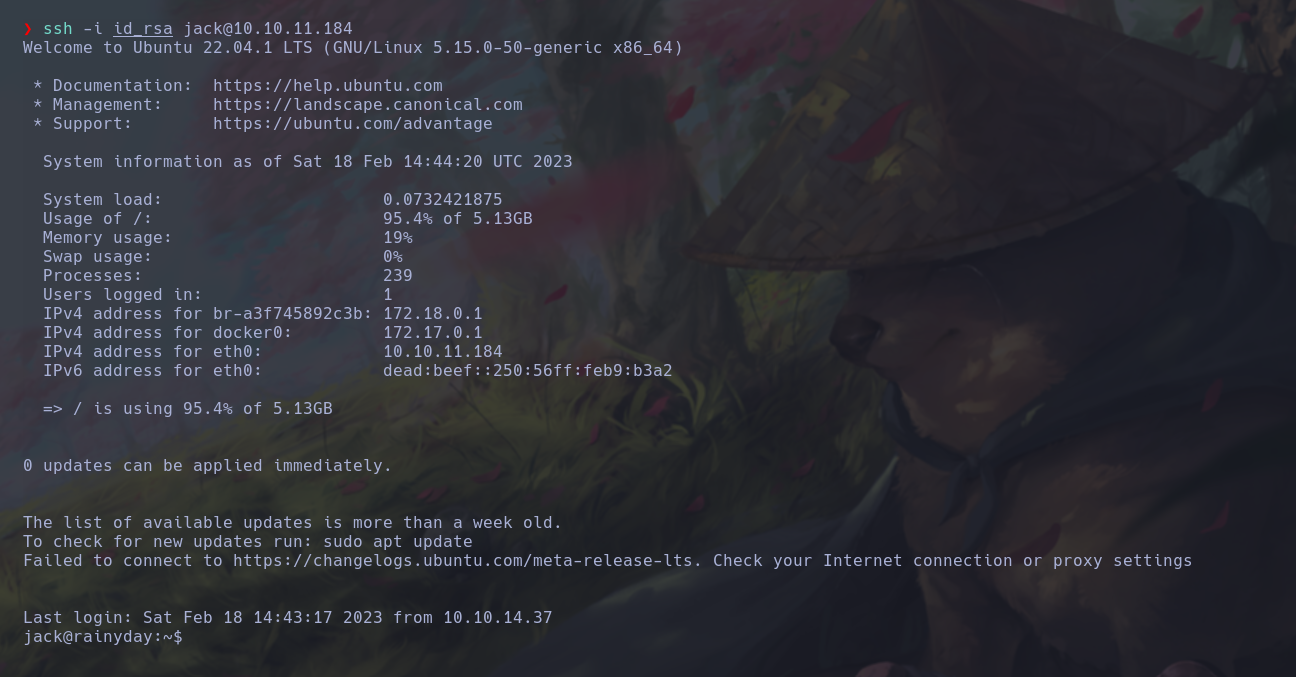 ❯ ssh -i id_rsa jack@10.10.11.184
Welcome to Ubuntu 22.04.1 LTS (GNU/Linux 5.15.0-50-generic x86_64)
* Documentation:  https://help.ubuntu.com
* Management:     https://landscape.canonical.com
* Support:        https://ubuntu.com/advantage
System information as of Sat 18 Feb 14:44:20 UTC 2023
System load:                      0.0732421875
Usage of /:                       95.4% of 5.13GB
Memory usage:                     19%
Swap usage:                       0%
Processes:                        239
Users logged in:                  1
IPv4 address for br-a3f745892c3b: 172.18.0.1
IPv4 address for docker0:         172.17.0.1
IPv4 address for eth0:            10.10.11.184
IPv6 address for eth0:            dead:beef::250:56ff:feb9:b3a2
=> / is using 95.4% of 5.13GB
0 updates can be applied immediately.
The list of available updates is more than a week old.
To check for new updates run: sudo apt update
Failed to connect to https://changelogs.ubuntu.com/meta-release-lts. Check your Internet connection or proxy settings
Last login: Sat Feb 18 14:43:17 2023 from 10.10.14.37
jack@rainyday:~$